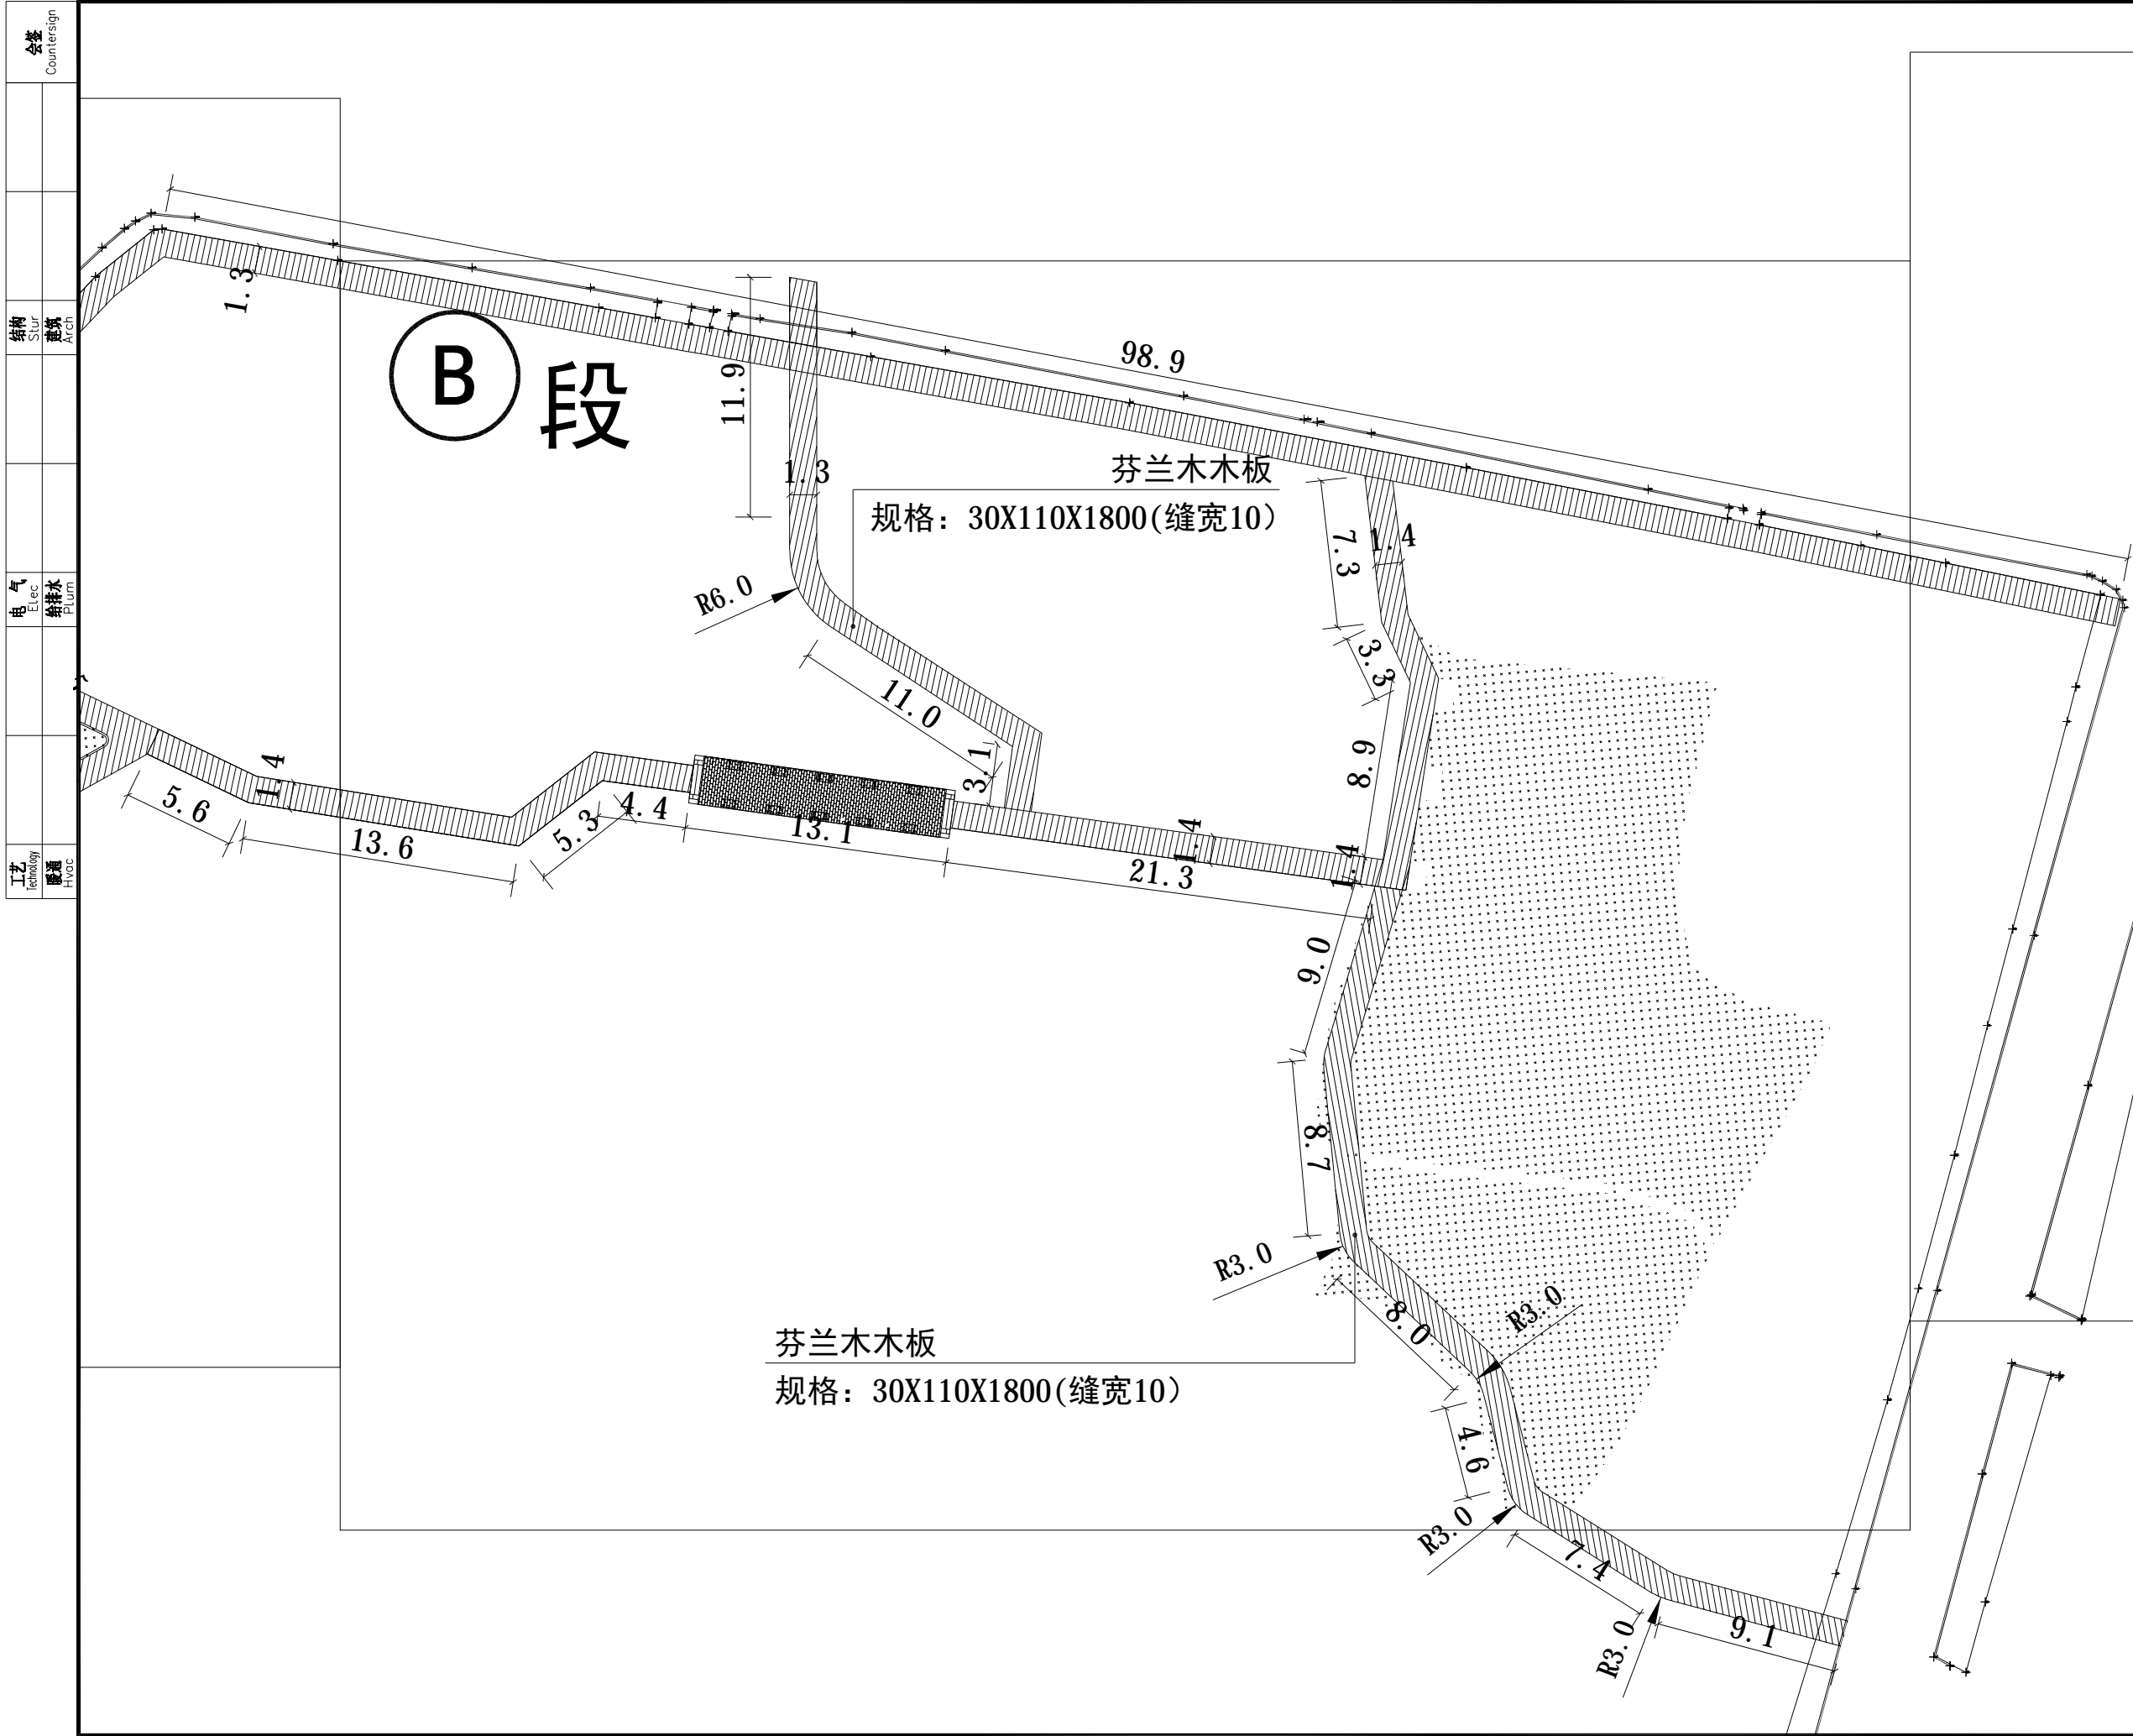 会签
Countersign
结构
Stur
建筑
Arch
电 气
Elec
给排水
Plum
工艺
Technology
暖通
Hvac
98.9
1.3
B 段
11.9
1.3
芬兰木木板
规格：30X110X1800(缝宽10）
R6.0
7.3
1.4
3.3
11.0
3.1
8.9
1.4
5.6
13.6
5.3
4.4
13.1
21.3
1.4
1.4
9.0
8.7
R3.0
8.0
R3.0
芬兰木木板
规格：30X110X1800(缝宽10）
4.6
R3.0
7.4
R3.0
9.1